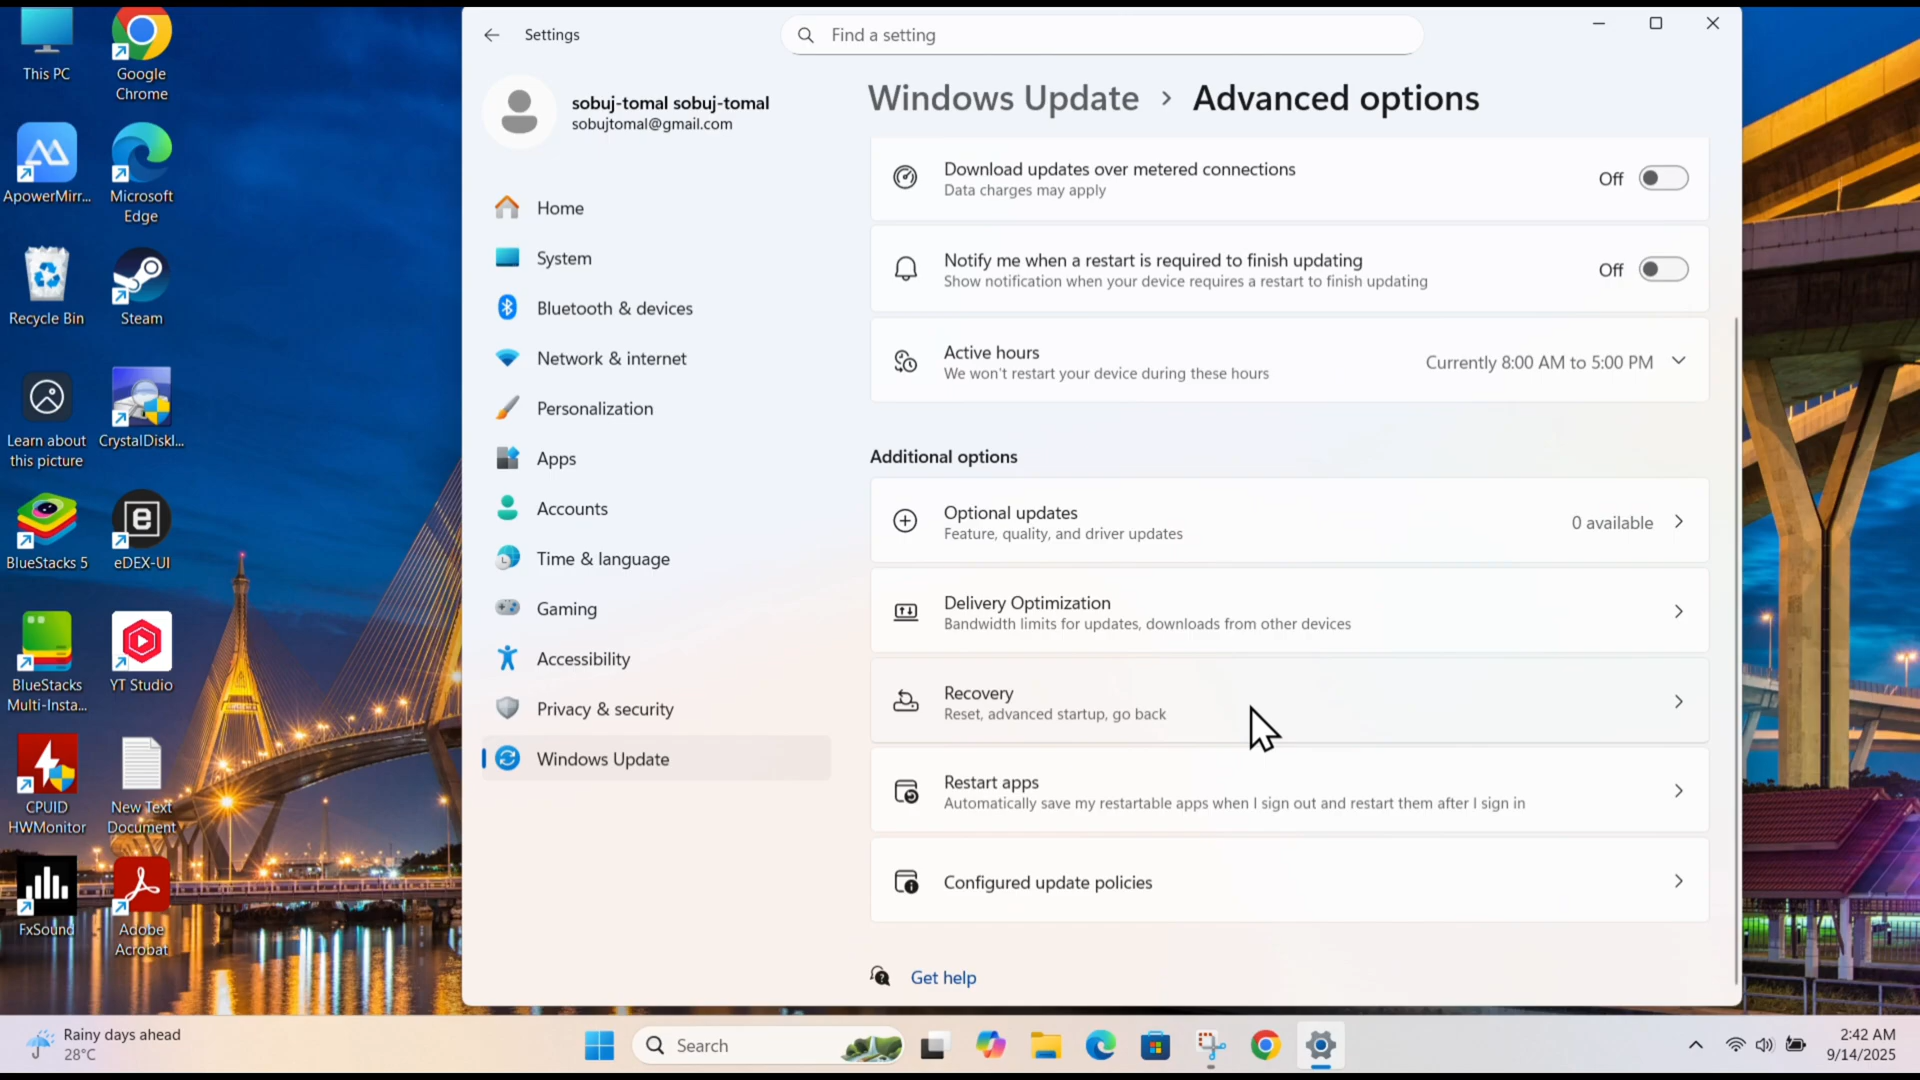 This PC
Google
Chrome
ApowerMirr...
Microsoft
Edge
Recycle Bin
Steam
Learn about
this picture
CrystalDiskI...
BlueStacks 5
eDEX-UI
BlueStacks
Multi-Insta...
YT Studio
CPUID
HWMonitor
New Text
Document
FxSound
Adobe
Acrobat
Settings
Find a setting
sobuj-tomal sobuj-tomal
sobujtomal@gmail.com
Home
System
Bluetooth & devices
Network & internet
Personalization
Apps
Accounts
Time & language
Gaming
Accessibility
Privacy & security
Windows Update
Windows Update > Advanced options
Download updates over metered connections
Data charges may apply
Off
Notify me when a restart is required to finish updating
Show notification when your device requires a restart to finish updating
Off
Active hours
We won't restart your device during these hours
Currently 8:00 AM to 5:00 PM
Additional options
Optional updates
Feature, quality, and driver updates
0 available
Delivery Optimization
Bandwidth limits for updates, downloads from other devices
Recovery
Reset, advanced startup, go back
Restart apps
Automatically save my restartable apps when I sign out and restart them after I sign in
Configured update policies
Get help
Rainy days ahead
28°C
Search
2:42 AM
9/14/2025